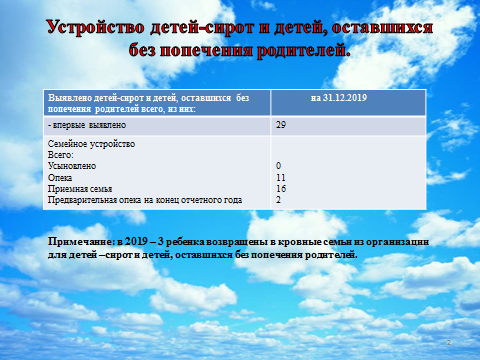 Устройство детей-сирот и детей, оставшихся
без попечения родителей.
Выявлено детей-сирот и детей, оставшихся без
попечения родителей всего, из них:
на 31.12.2019
- впервые выявлено 29
Семейное устройство
Всего:
Усыновлено 0
Опека 11
Приемная семья 16
Предварительная опека на конец отчетного года 2
Примечание: в 2019 – 3 ребенка возвращены в кровные семьи из организации
для детей –сирот и детей, оставшихся без попечения родителей.
2